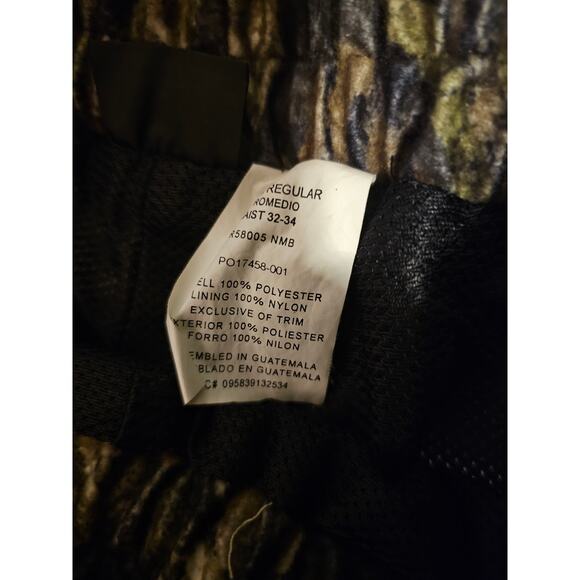 REGULAR
ROMEDIO
AIST 32-34
R58005 NMB
PO17458-001
ELL 100% POLYESTER
LINING 100% NYLON
EXCLUSIVE OF TRIM
XTERIOR 100% POLIESTER
FORRO 100% NILON
EMBLED IN GUATEMALA
BLADO EN GUATEMALA
C# 095839132534